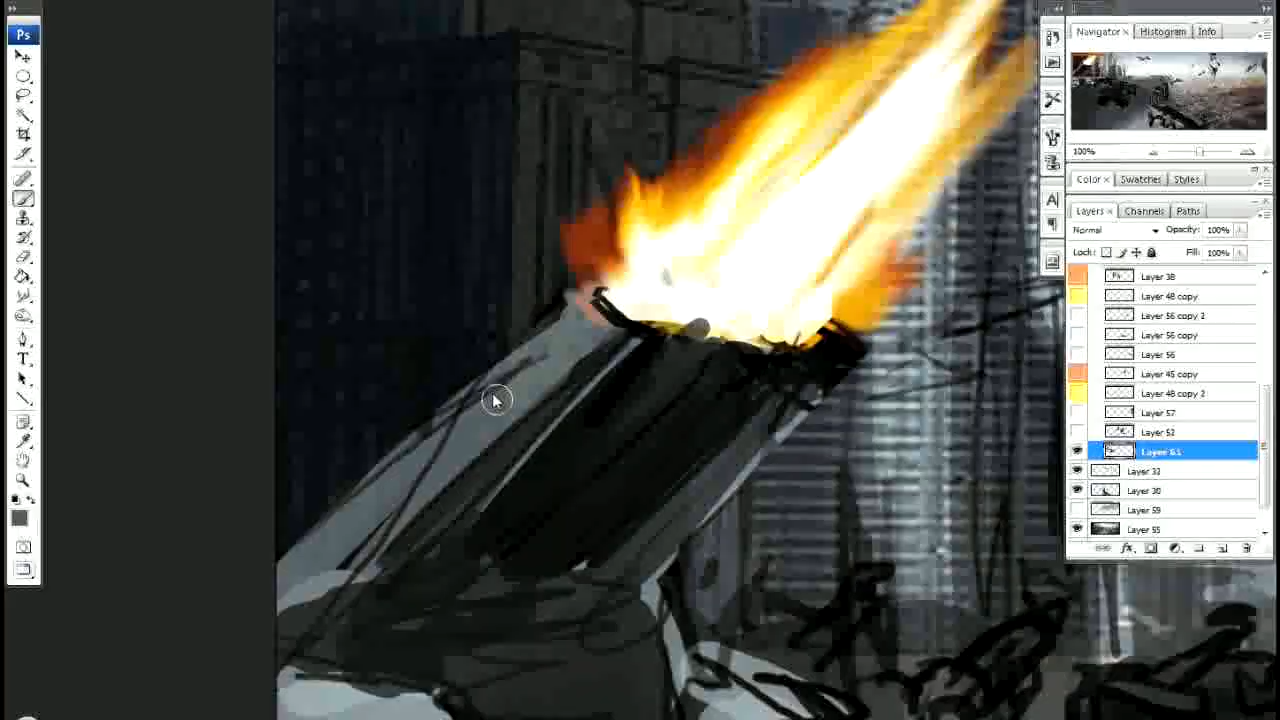 Ps
Navigator × Histogram Info
100%
Color × Swatches Styles
Layers × Channels Paths
Normal Opacity: 100%
Lock: Fill: 100%
Layer 38
Layer 48 copy
Layer 56 copy 2
Layer 56 copy
Layer 56
Layer 45 copy
Layer 48 copy 2
Layer 57
Layer 52
Layer 61
Layer 32
Layer 30
Layer 59
Layer 55
A
T
fx